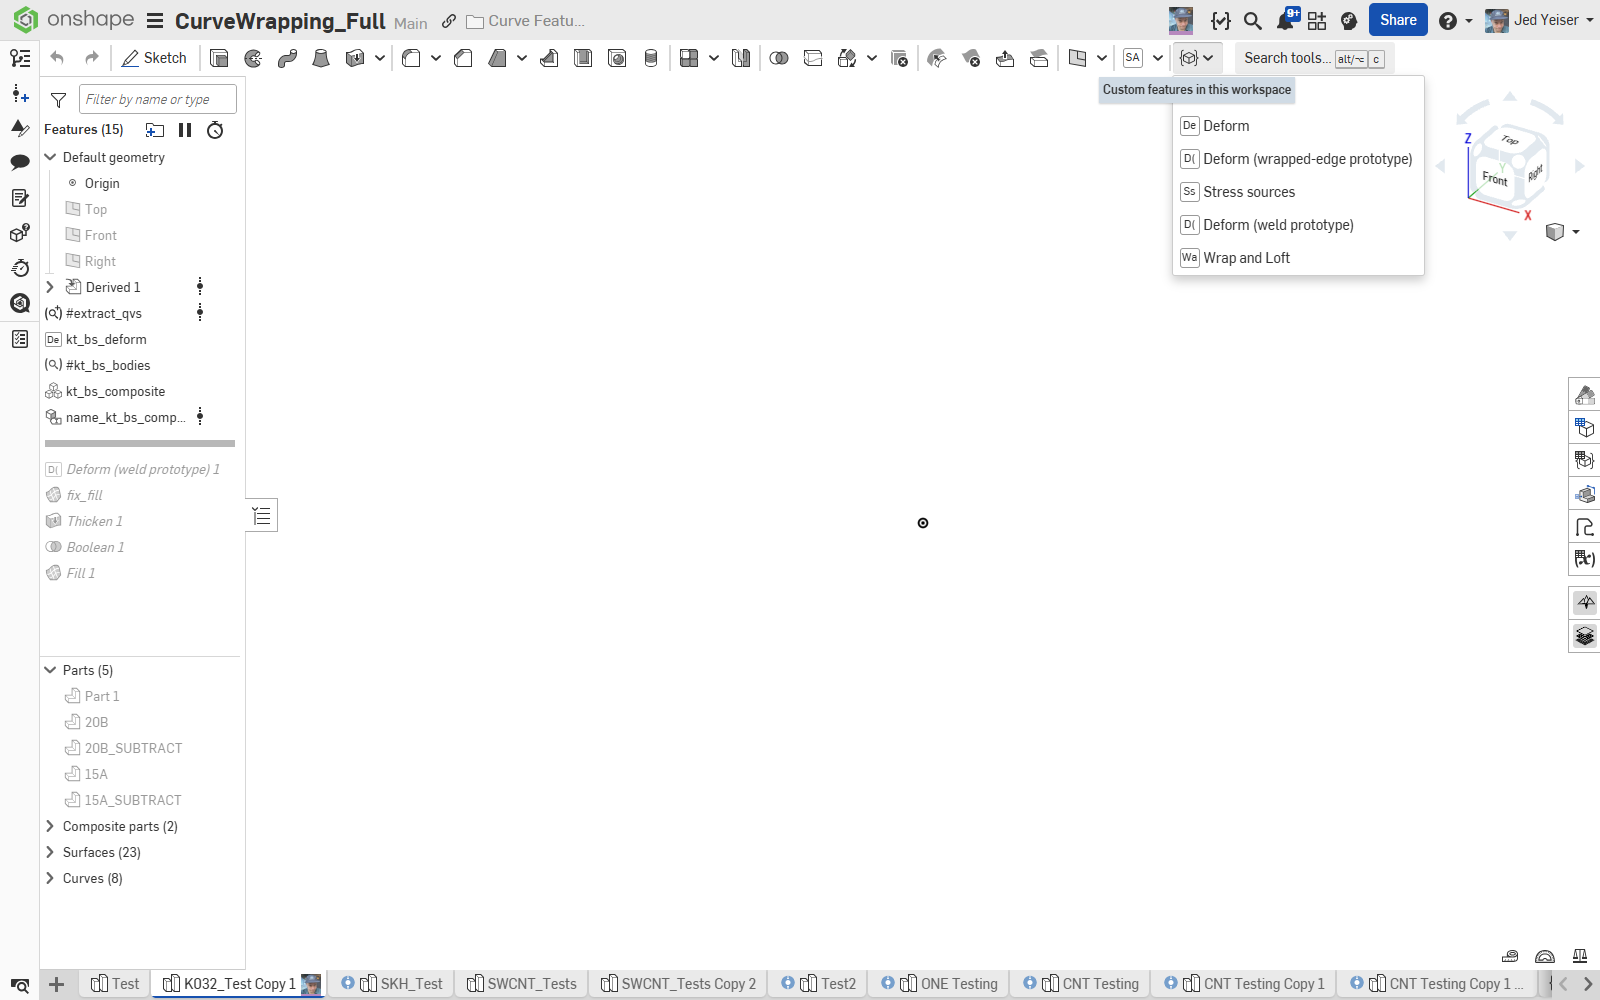 onshape
CurveWrapping_Full Main
Curve Featu...
9+
Share
Jed Yeiser
Sketch
SA
Search tools... alt/⌥ c
Custom features in this workspace
De Deform
D( Deform (wrapped-edge prototype)
Ss Stress sources
D( Deform (weld prototype)
Wa Wrap and Loft
Z
Top
Y
Front
Right
X
Filter by name or type
Features (15)
Default geometry
Origin
Top
Front
Right
Derived 1
#extract_qvs
De kt_bs_deform
#kt_bs_bodies
kt_bs_composite
name_kt_bs_comp...
D( Deform (weld prototype) 1
fix_fill
Thicken 1
Boolean 1
Fill 1
Parts (5)
Part 1
20B
20B_SUBTRACT
15A
15A_SUBTRACT
Composite parts (2)
Surfaces (23)
Curves (8)
Test
K032_Test Copy 1
SKH_Test
SWCNT_Tests
SWCNT_Tests Copy 2
Test2
ONE Testing
CNT Testing
CNT Testing Copy 1
CNT Testing Copy 1 ...